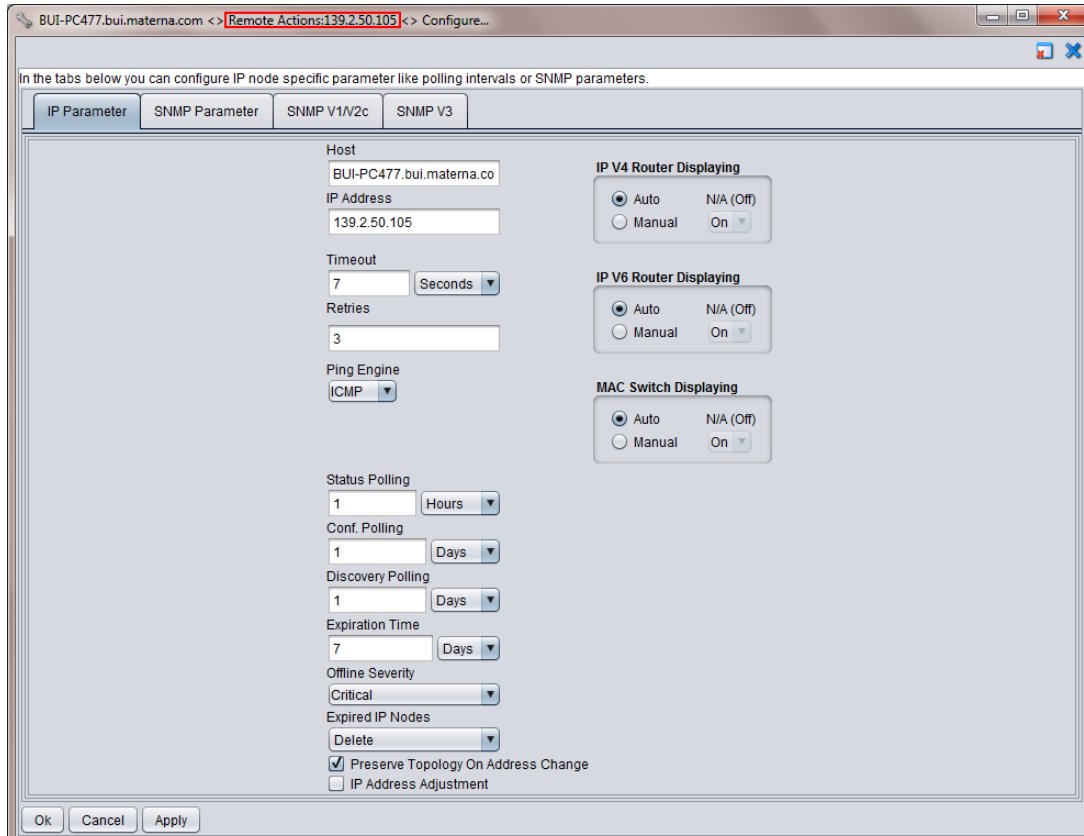 BUI-PC477.bui.materna.com <> Remote Actions:139.2.50.105 <> Configure...
In the tabs below you can configure IP node specific parameter like polling intervals or SNMP parameters.
IP Parameter SNMP Parameter SNMP V1/V2c SNMP V3
Host
BUI-PC477.bui.materna.co
IP Address
139.2.50.105
Timeout
7 Seconds
Retries
3
Ping Engine
ICMP
Status Polling
1 Hours
Conf. Polling
1 Days
Discovery Polling
1 Days
Expiration Time
7 Days
Offline Severity
Critical
Expired IP Nodes
Delete
Preserve Topology On Address Change
IP Address Adjustment
IP V4 Router Displaying
Auto N/A (Off)
Manual On
IP V6 Router Displaying
Auto N/A (Off)
Manual On
MAC Switch Displaying
Auto N/A (Off)
Manual On
Ok Cancel Apply